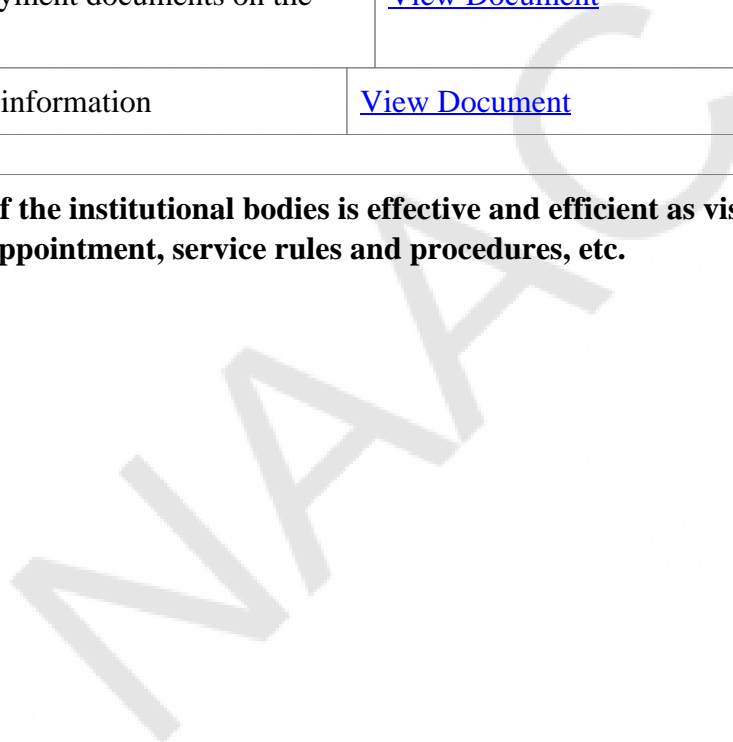 yment documents on the
View Document
information
View Document
f the institutional bodies is effective and efficient as vis
ppointment, service rules and procedures, etc.
NAAC